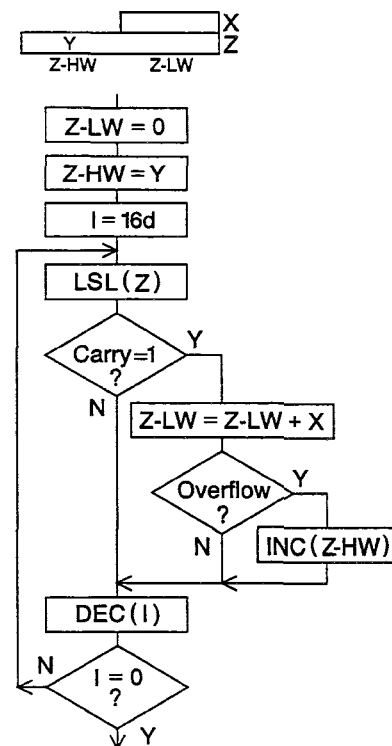 X
Y Z
Z-HW Z-LW
Z-LW = 0
Z-HW = Y
I = 16d
LSL(Z)
Carry=1
?
Y
N
Z-LW = Z-LW + X
Overflow
?
Y
N
INC(Z-HW)
DEC(I)
I = 0
?
N
Y